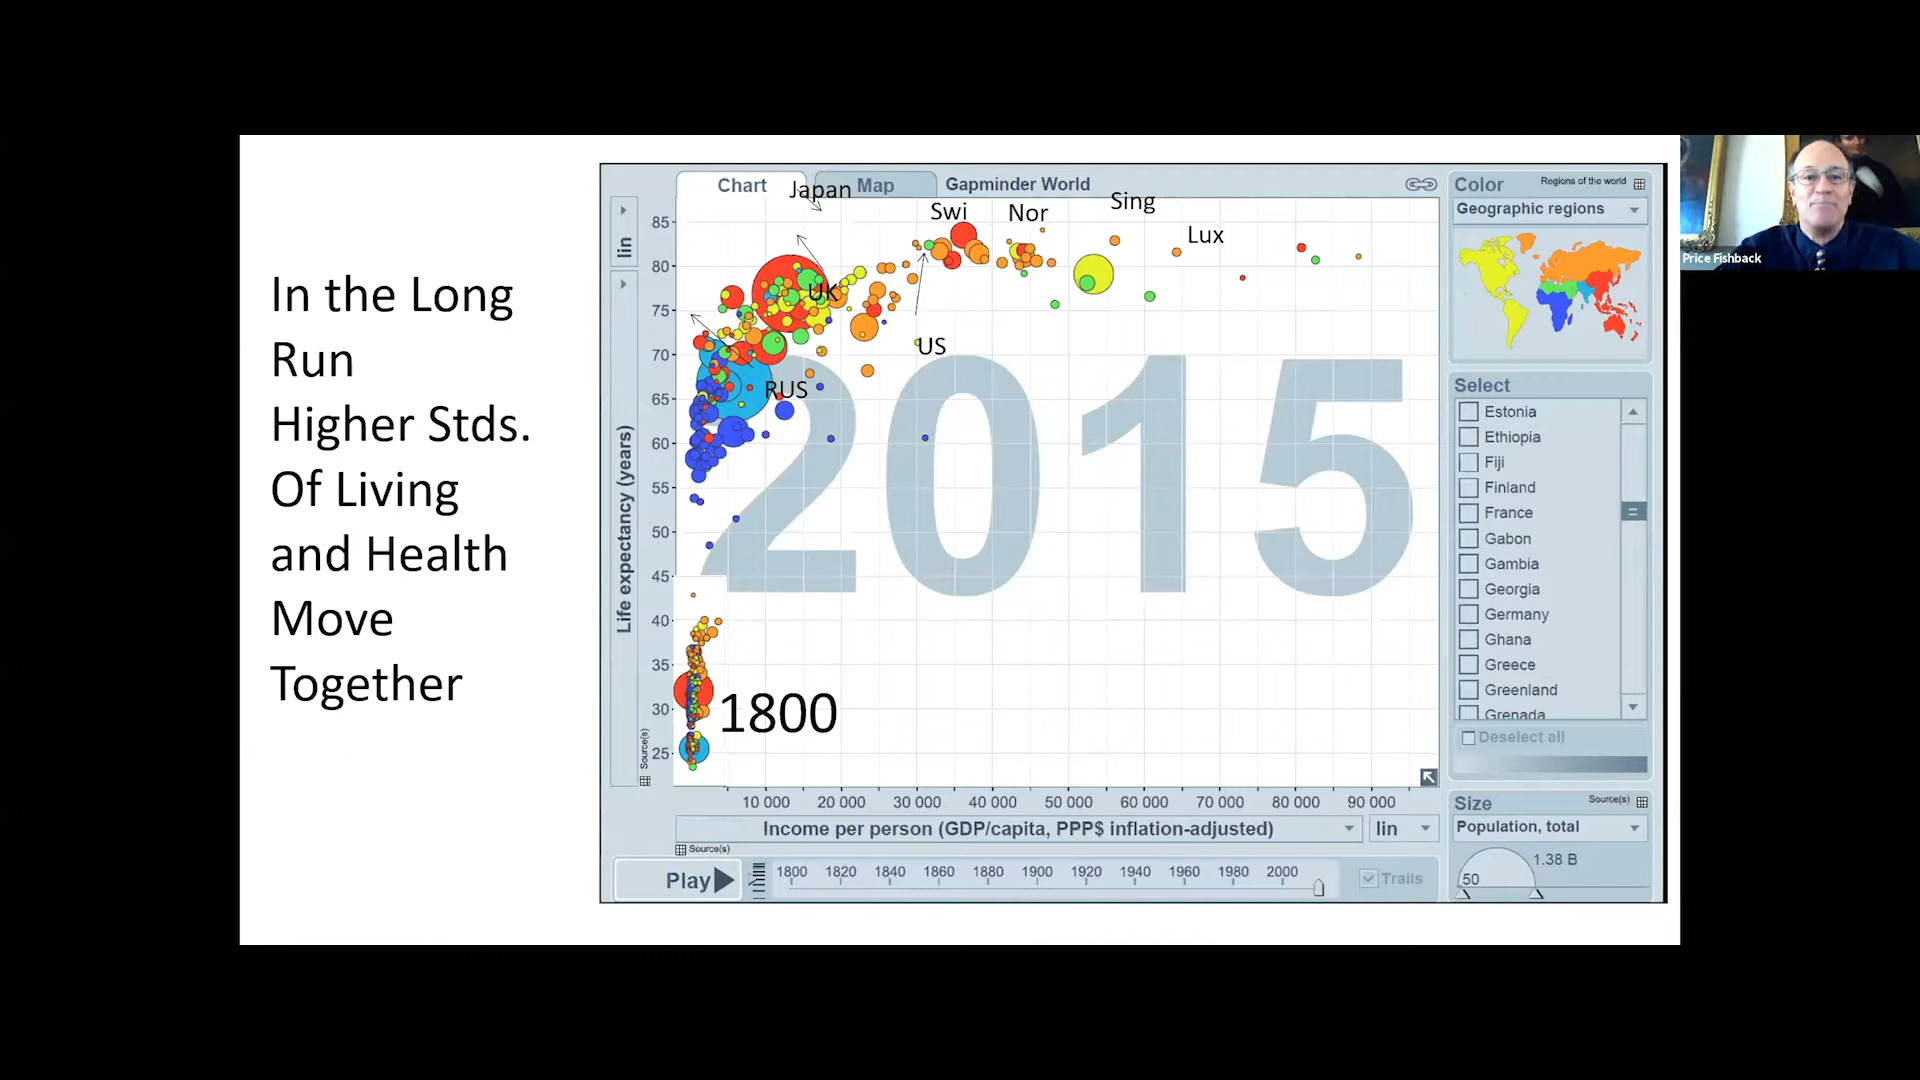 In the Long
Run
Higher Stds.
Of Living
and Health
Move
Together
Chart
Japan
Map
Gapminder World
Swi
Nor
Sing
Lux
UK
US
RUS
2015
1800
lin
Life expectancy (years)
Source(s)
85
80
75
70
65
60
55
50
45
40
35
30
25
10 000 20 000 30 000 40 000 50 000 60 000 70 000 80 000 90 000
Income per person (GDP/capita, PPP$ inflation-adjusted)
lin
Source(s)
Play
1800 1820 1840 1860 1880 1900 1920 1940 1960 1980 2000
Trails
Color
Regions of the world
Geographic regions
Select
Estonia
Ethiopia
Fiji
Finland
France
Gabon
Gambia
Georgia
Germany
Ghana
Greece
Greenland
Grenada
Deselect all
Size
Source(s)
Population, total
1.38 B
50
Price Fishback